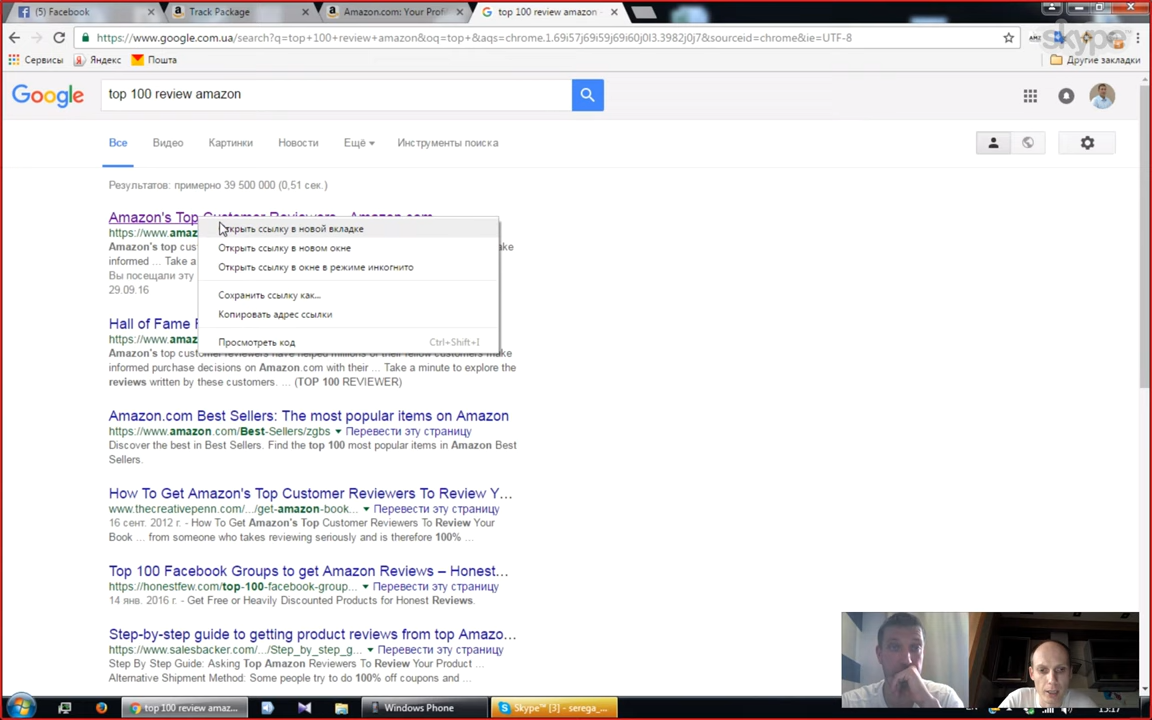 (5) Facebook
Track Package
Amazon.com: Your Profi
top 100 review amazon -
https://www.google.com.ua/search?q=top+100+review+amazon&oq=top+&aqs=chrome.1.69i57j69i59j69i60j0l3.3982j0j7&sourceid=chrome&ie=UTF-8
skype
Сервисы Яндекс Почта Другие закладки
Google top 100 review amazon
Все Видео Картинки Новости Ещё Инструменты поиска
Результатов: примерно 39 500 000 (0,51 сек.)
Amazon's Top Customer Reviewers - Amazon.com
https://www.amaz
Amazon's top cus
informed ... Take a
Вы посещали эту
29.09.16
Открыть ссылку в новой вкладке
Открыть ссылку в новом окне
Открыть ссылку в окне в режиме инкогнито
Сохранить ссылку как...
Копировать адрес ссылки
Просмотреть код Ctrl+Shift+I
Hall of Fame
https://www.amaz
Amazon's top customer reviewers have helped millions of their fellow customers make
informed purchase decisions on Amazon.com with their ... Take a minute to explore the
reviews written by these customers. ... (TOP 100 REVIEWER)
Amazon.com Best Sellers: The most popular items on Amazon
https://www.amazon.com/Best-Sellers/zgbs Перевести эту страницу
Discover the best in Best Sellers. Find the top 100 most popular items in Amazon Best
Sellers.
How To Get Amazon's Top Customer Reviewers To Review Y...
www.thecreativepenn.com/.../get-amazon-book... Перевести эту страницу
16 сент. 2012 г. - How To Get Amazon's Top Customer Reviewers To Review Your
Book ... from someone who takes reviewing seriously and is therefore 100% ...
Top 100 Facebook Groups to get Amazon Reviews – Honest...
https://honestfew.com/top-100-facebook-group... Перевести эту страницу
14 янв. 2016 г. - Get Free or Heavily Discounted Products for Honest Reviews.
Step-by-step guide to getting product reviews from top Amazo...
https://www.salesbacker.com/.../Step_by_step_g... Перевести эту страницу
Step By Step Guide: Asking Top Amazon Reviewers To Review Your Product ...
Alternative Shipment Method: Some people try to do 100% off coupons and ...
top 100 review amaz...
Windows Phone
Skype™ [3] - serega_...
15:17